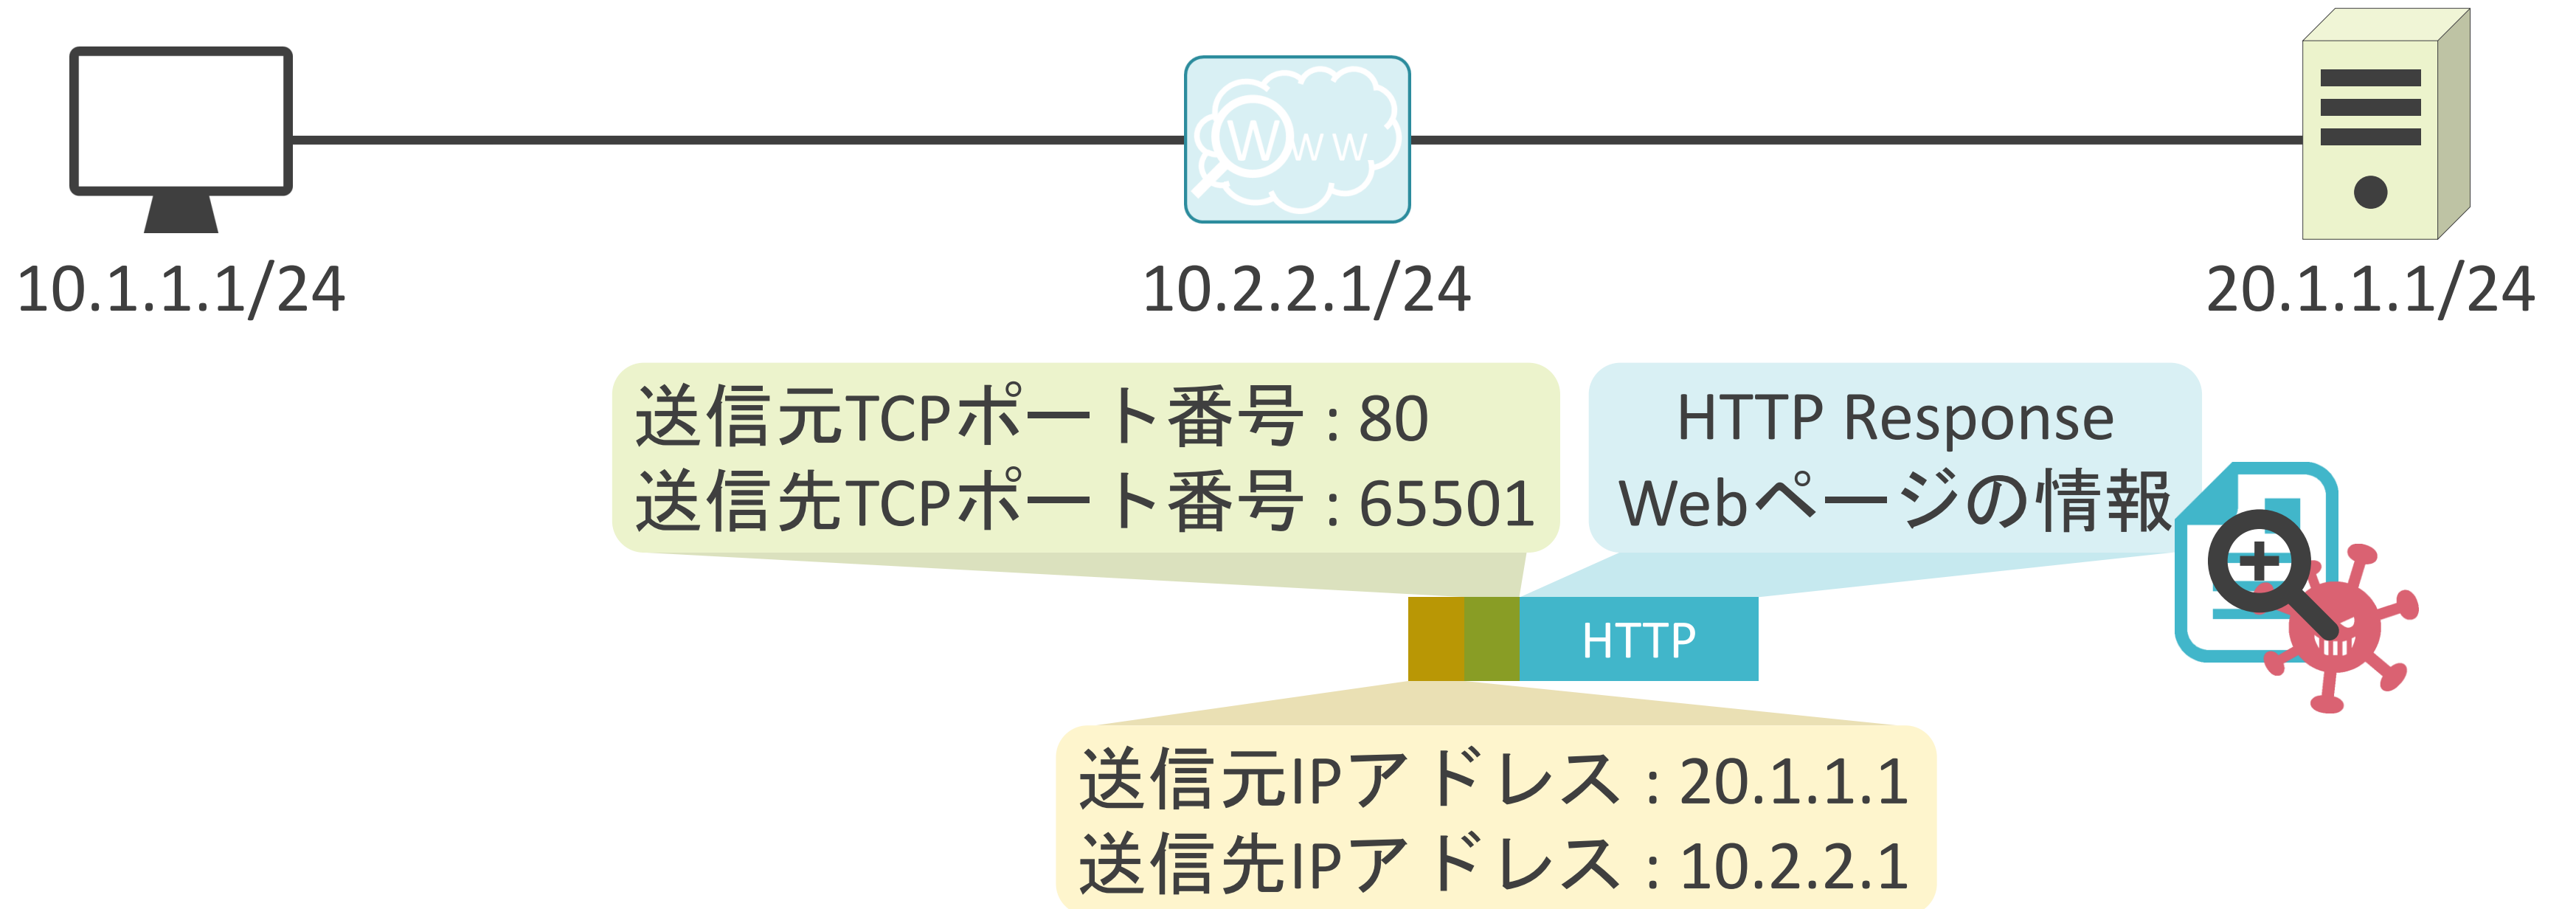 Www
10.1.1.1/24
10.2.2.1/24
20.1.1.1/24
送信元TCPポート番号 : 80
送信先TCPポート番号 : 65501
HTTP Response
Webページの情報
HTTP
送信元IPアドレス : 20.1.1.1
送信先IPアドレス : 10.2.2.1